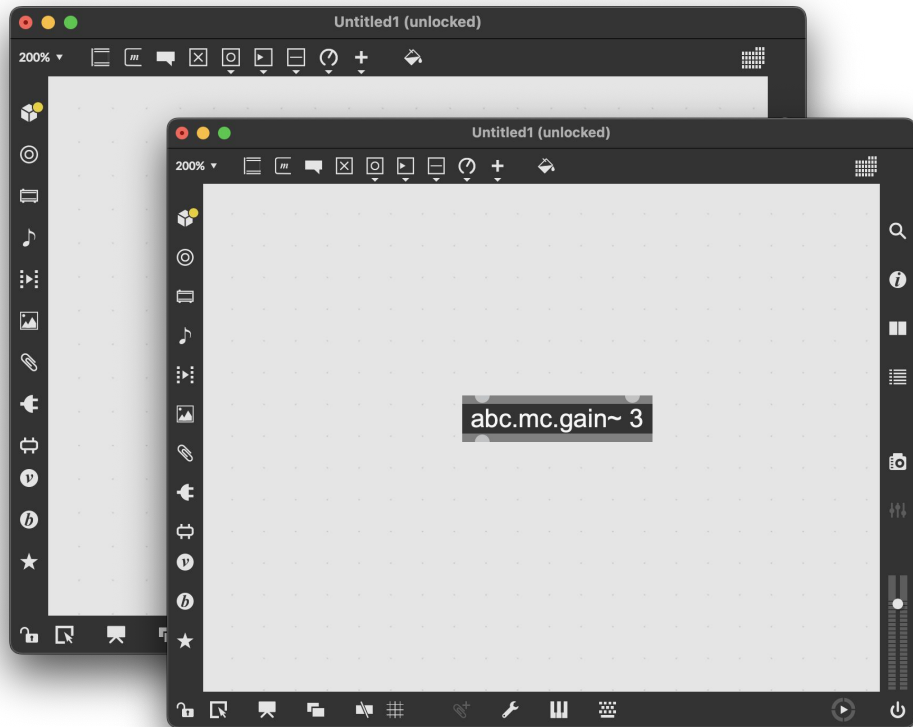 Untitled1 (unlocked)
200%
m
v
b
Untitled1 (unlocked)
200%
m
i
abc.mc.gain~ 3
v
b